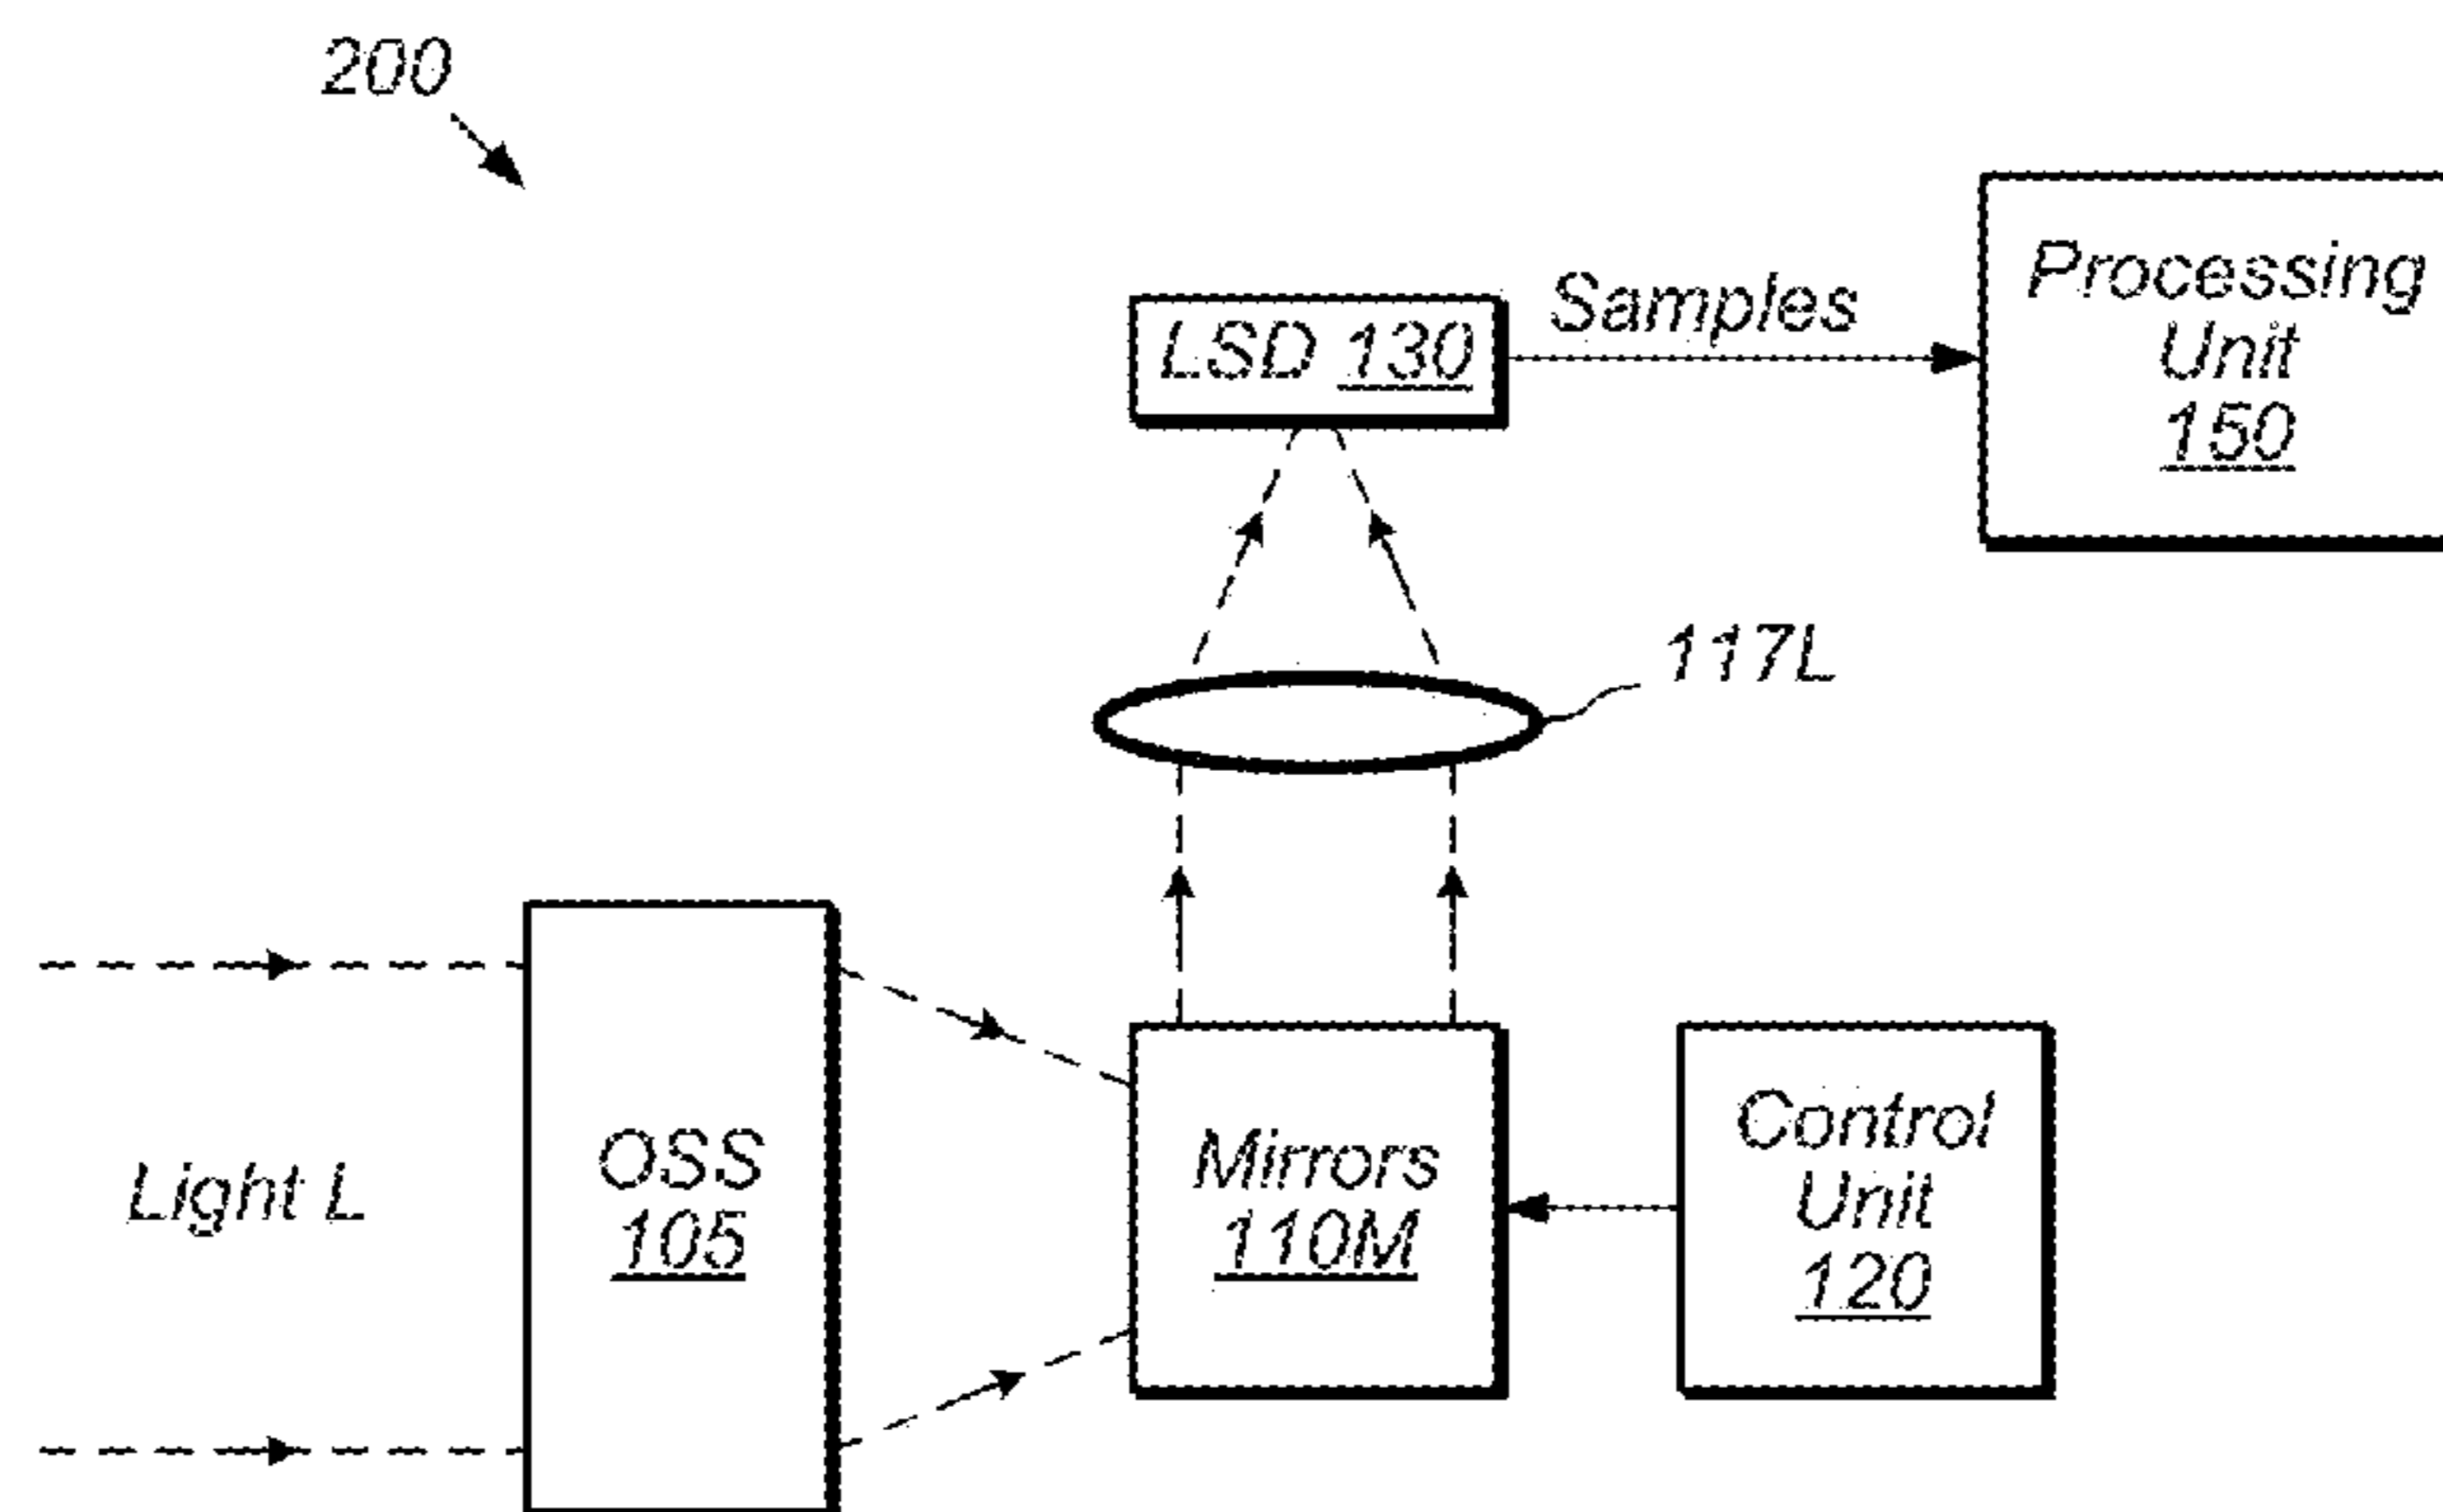 200
LSD 130
Samples
Processing
Unit
150
117L
Light L
OSS
105
Mirrors
110M
Control
Unit
120